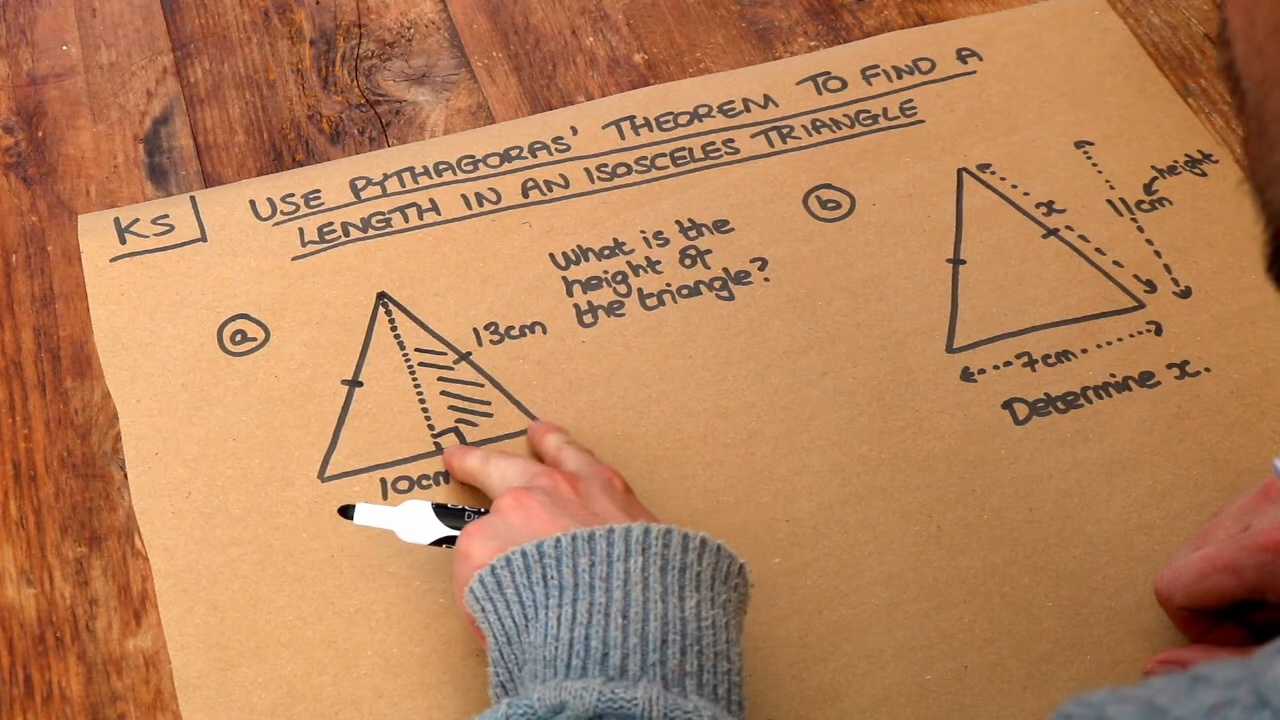 KS
USE PYTHAGORAS' THEOREM TO FIND A
LENGTH IN AN ISOSCELES TRIANGLE
a
What is the
height of
the triangle?
13cm
10cm
b
x
11cm
height
7cm
Determine x.